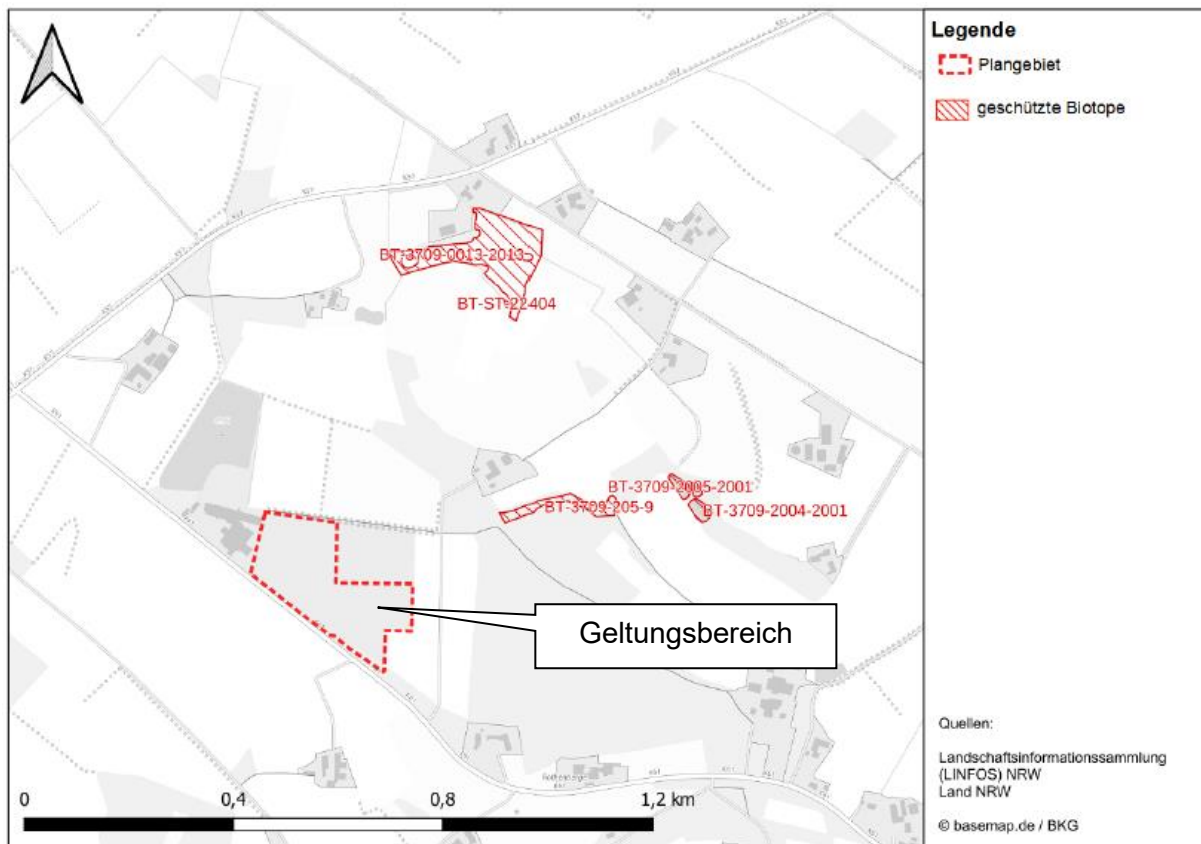 Legende
Plangebiet
geschützte Biotope
BT-3709-0013-2013
BT-ST-22404
BT-3709-2005-2001
BT-3709-205-9
BT-3709-2004-2001
Geltungsbereich
0
0,4
0,8
1,2 km
Quellen:
Landschaftsinformationssammlung
(LINFOS) NRW
Land NRW
© basemap.de / BKG